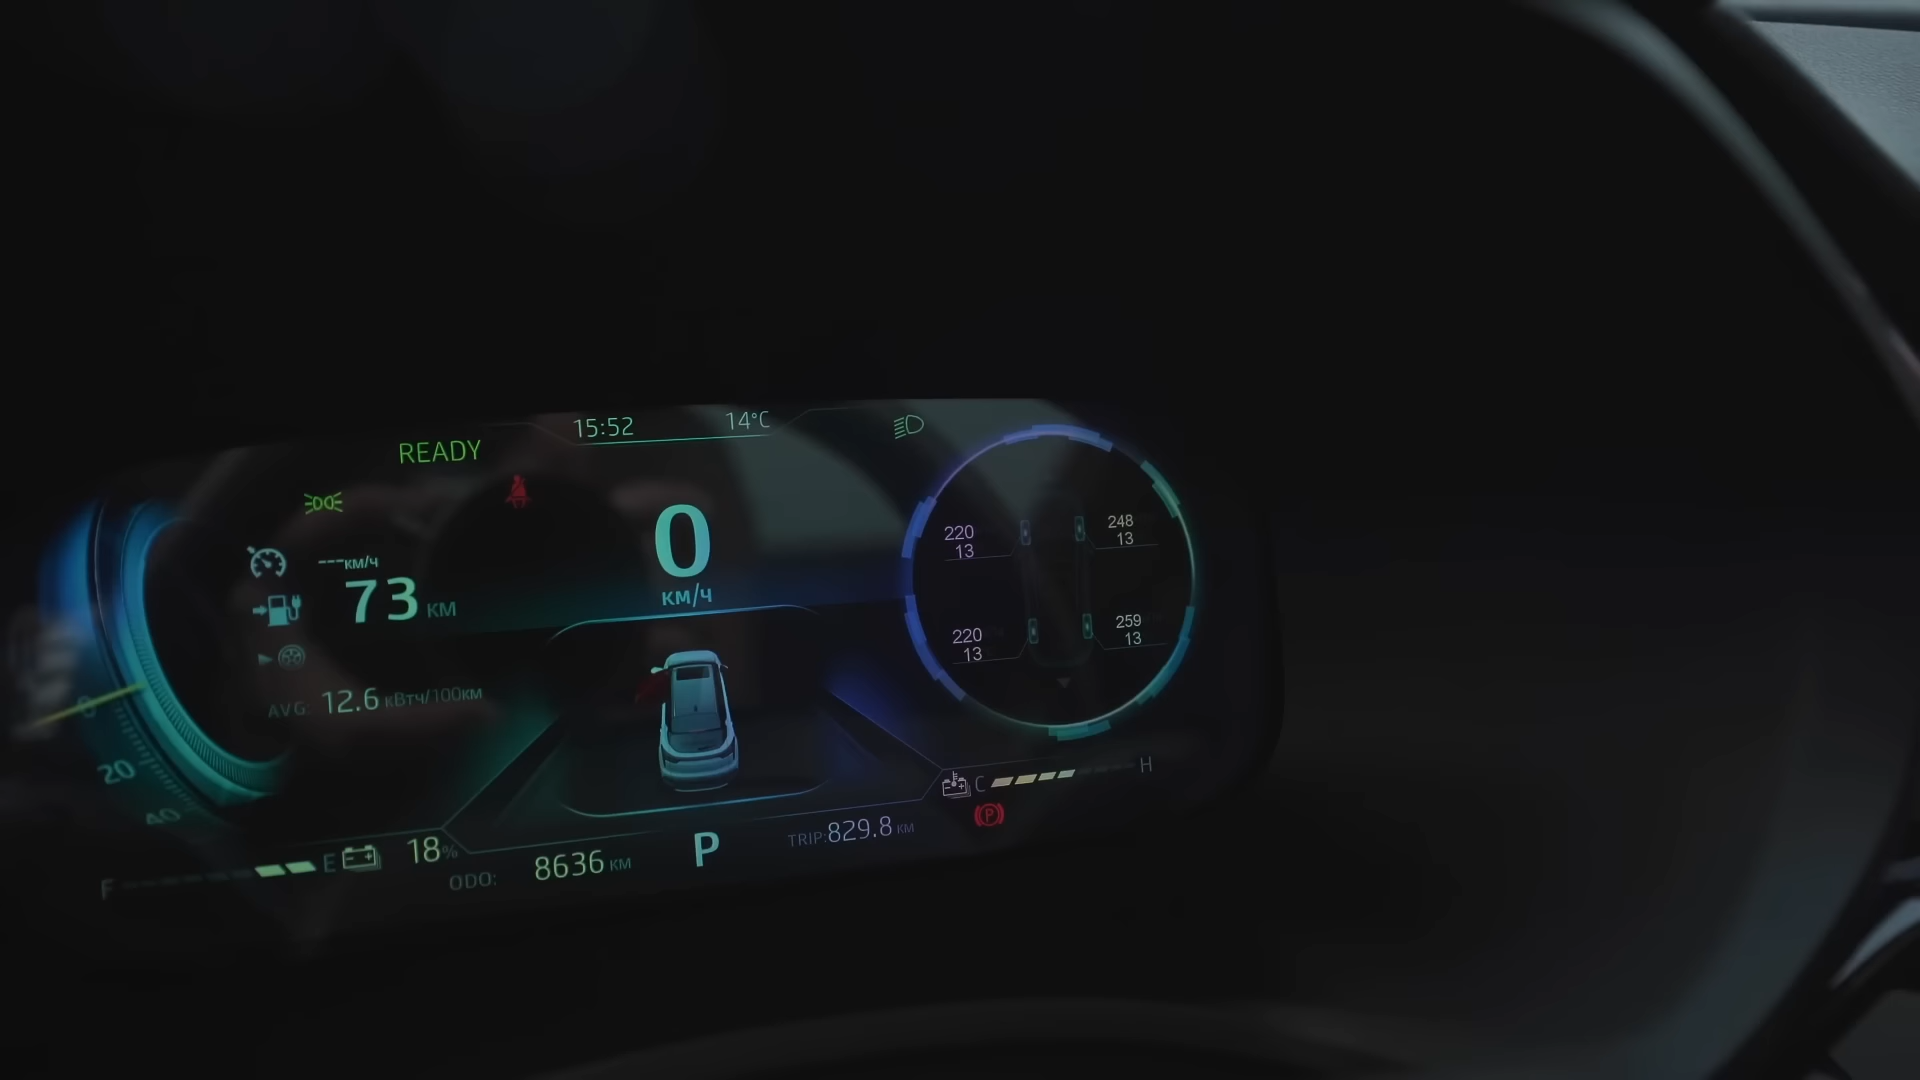 15:52 14°C
READY
---км/ч
73 км
0
км/ч
AVG: 12.6 кВтч/100км
220
13
248
13
220
13
259
13
0
20
40
C H
F E 18%
ODO: 8636 км
P
TRIP: 829.8 км
(P)